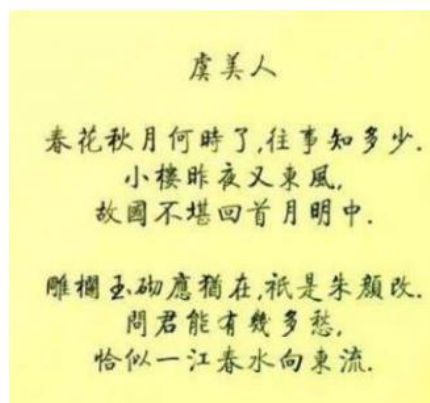 虞美人
春花秋月何時了,往事知多少.
小樓昨夜又東風,
故國不堪回首月明中.
雕欄玉砌應猶在,祇是朱顏改.
問君能有幾多愁,
恰似一江春水向東流.